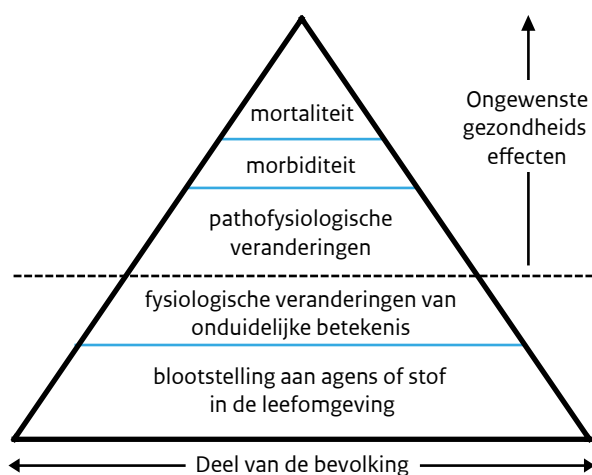 mortaliteit
morbiditeit
pathofysiologische
veranderingen
fysiologische veranderingen van
onduidelijke betekenis
blootstelling aan agens of stof
in de leefomgeving
Ongewenste
gezondheids
effecten
Deel van de bevolking